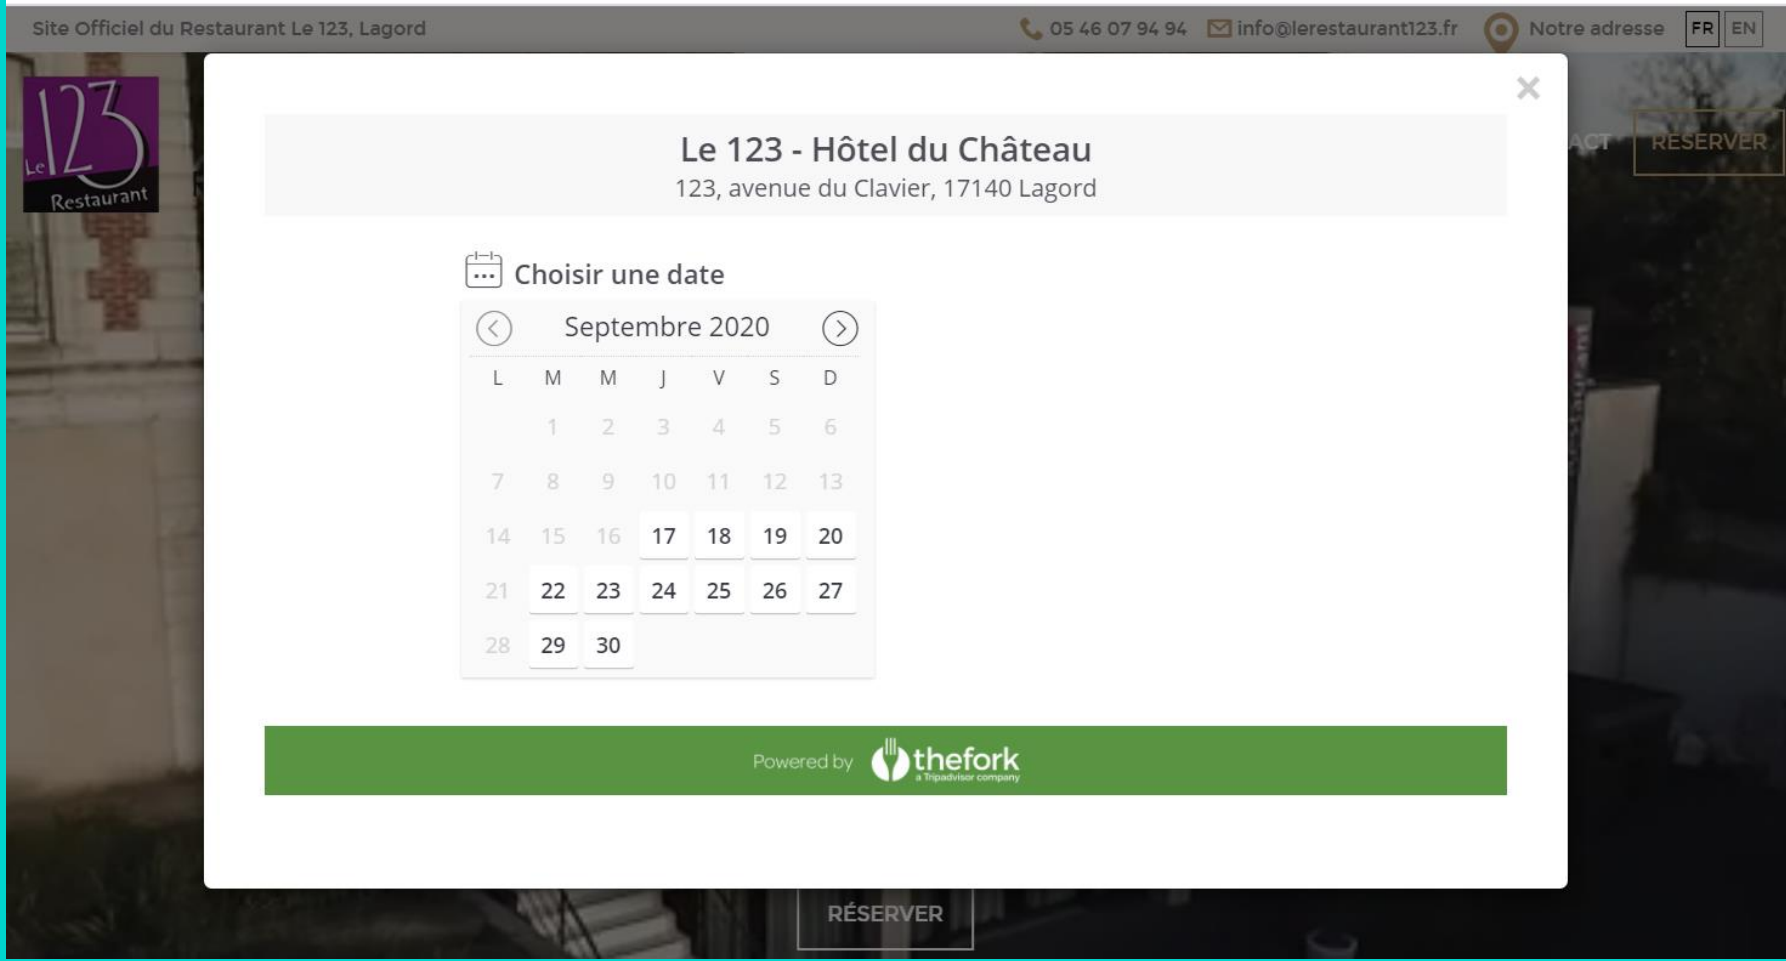 Site Officiel du Restaurant Le 123, Lagord
05 46 07 94 94 info@lerestaurant123.fr Notre adresse FR EN
Le 123
Restaurant
ACT RESERVER
Le 123 - Hôtel du Château
123, avenue du Clavier, 17140 Lagord
Choisir une date
Septembre 2020
L M M J V S D
1 2 3 4 5 6
7 8 9 10 11 12 13
14 15 16 17 18 19 20
21 22 23 24 25 26 27
28 29 30
Powered by thefork
a Tripadvisor company
RÉSERVER